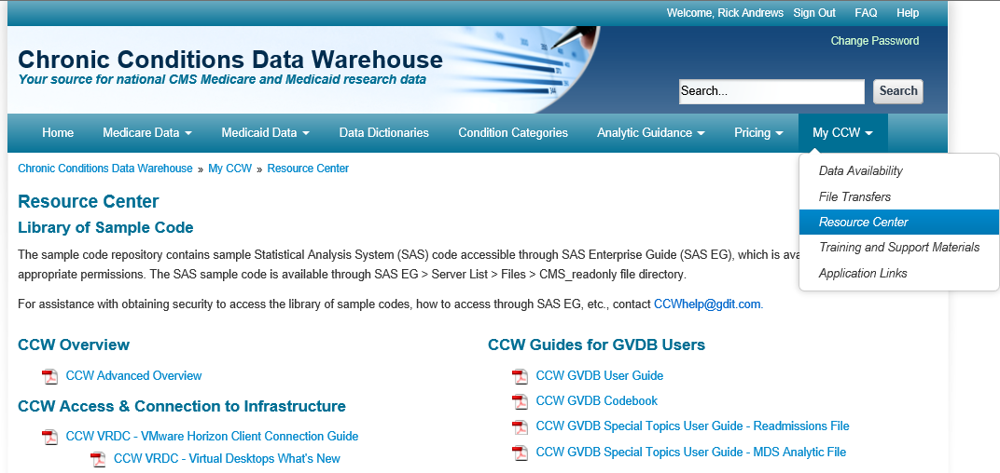 Welcome, Rick Andrews Sign Out FAQ Help
Change Password
Chronic Conditions Data Warehouse
Your source for national CMS Medicare and Medicaid research data
Search... Search
Home Medicare Data Medicaid Data Data Dictionaries Condition Categories Analytic Guidance Pricing My CCW
Chronic Conditions Data Warehouse » My CCW » Resource Center
Data Availability
File Transfers
Resource Center
Training and Support Materials
Application Links
Resource Center
Library of Sample Code
The sample code repository contains sample Statistical Analysis System (SAS) code accessible through SAS Enterprise Guide (SAS EG), which is
appropriate permissions. The SAS sample code is available through SAS EG > Server List > Files > CMS_readonly file directory.
For assistance with obtaining security to access the library of sample codes, how to access through SAS EG, etc., contact CCWhelp@gdit.com.
CCW Overview
CCW Advanced Overview
CCW Access & Connection to Infrastructure
CCW VRDC - VMware Horizon Client Connection Guide
CCW VRDC - Virtual Desktops What's New
CCW Guides for GVDB Users
CCW GVDB User Guide
CCW GVDB Codebook
CCW GVDB Special Topics User Guide - Readmissions File
CCW GVDB Special Topics User Guide - MDS Analytic File